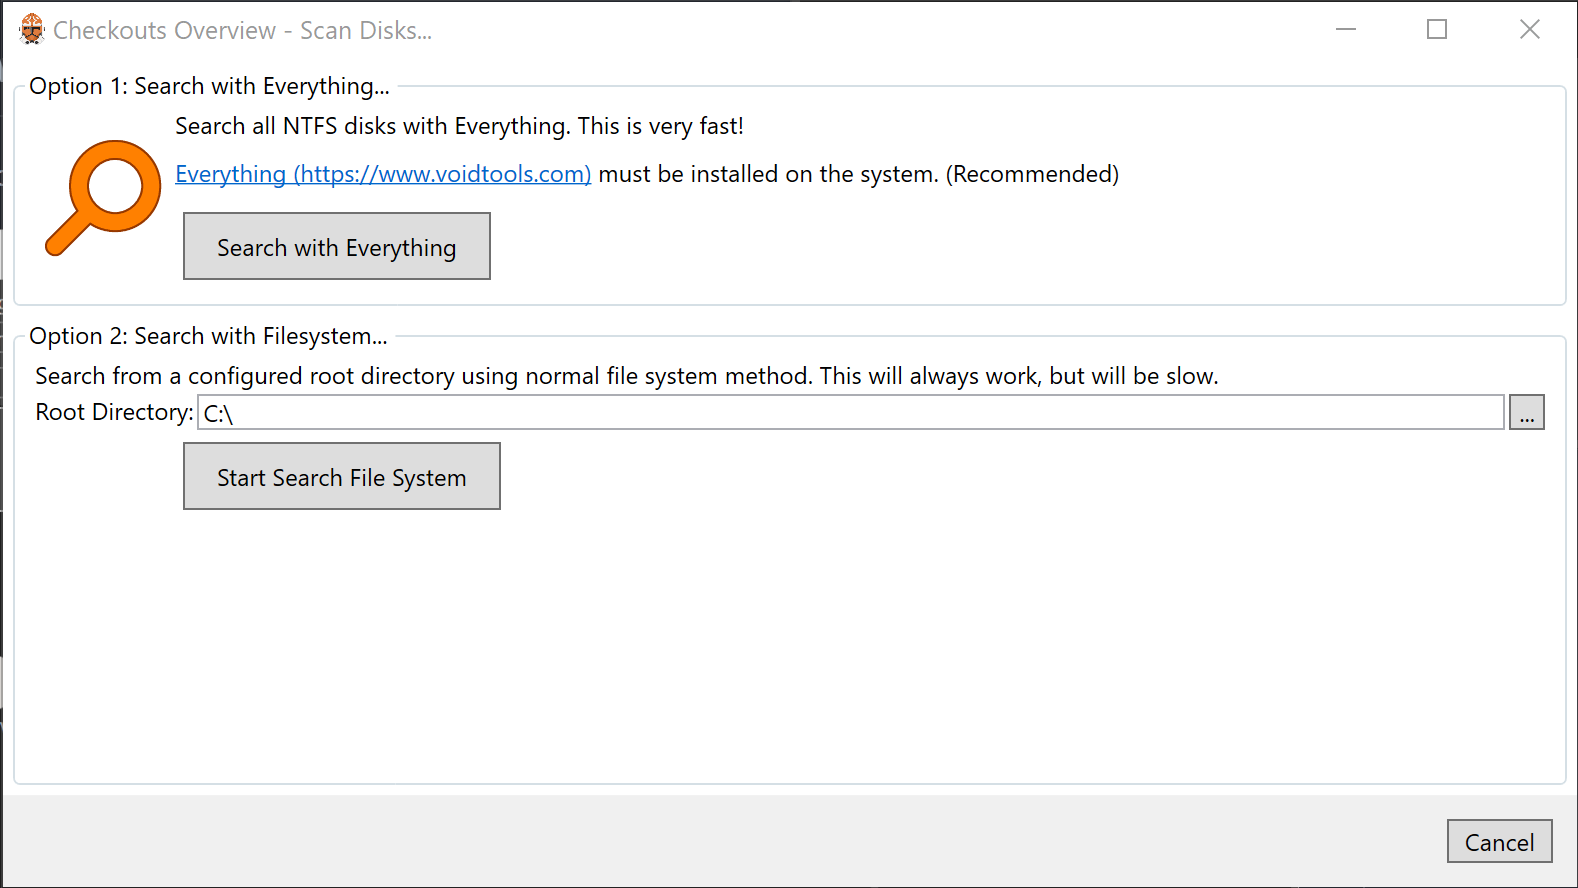 Checkouts Overview - Scan Disks...
Option 1: Search with Everything...
Search all NTFS disks with Everything. This is very fast!
Everything (https://www.voidtools.com) must be installed on the system. (Recommended)
Search with Everything
Option 2: Search with Filesystem...
Search from a configured root directory using normal file system method. This will always work, but will be slow.
Root Directory: C:\ ...
Start Search File System
Cancel